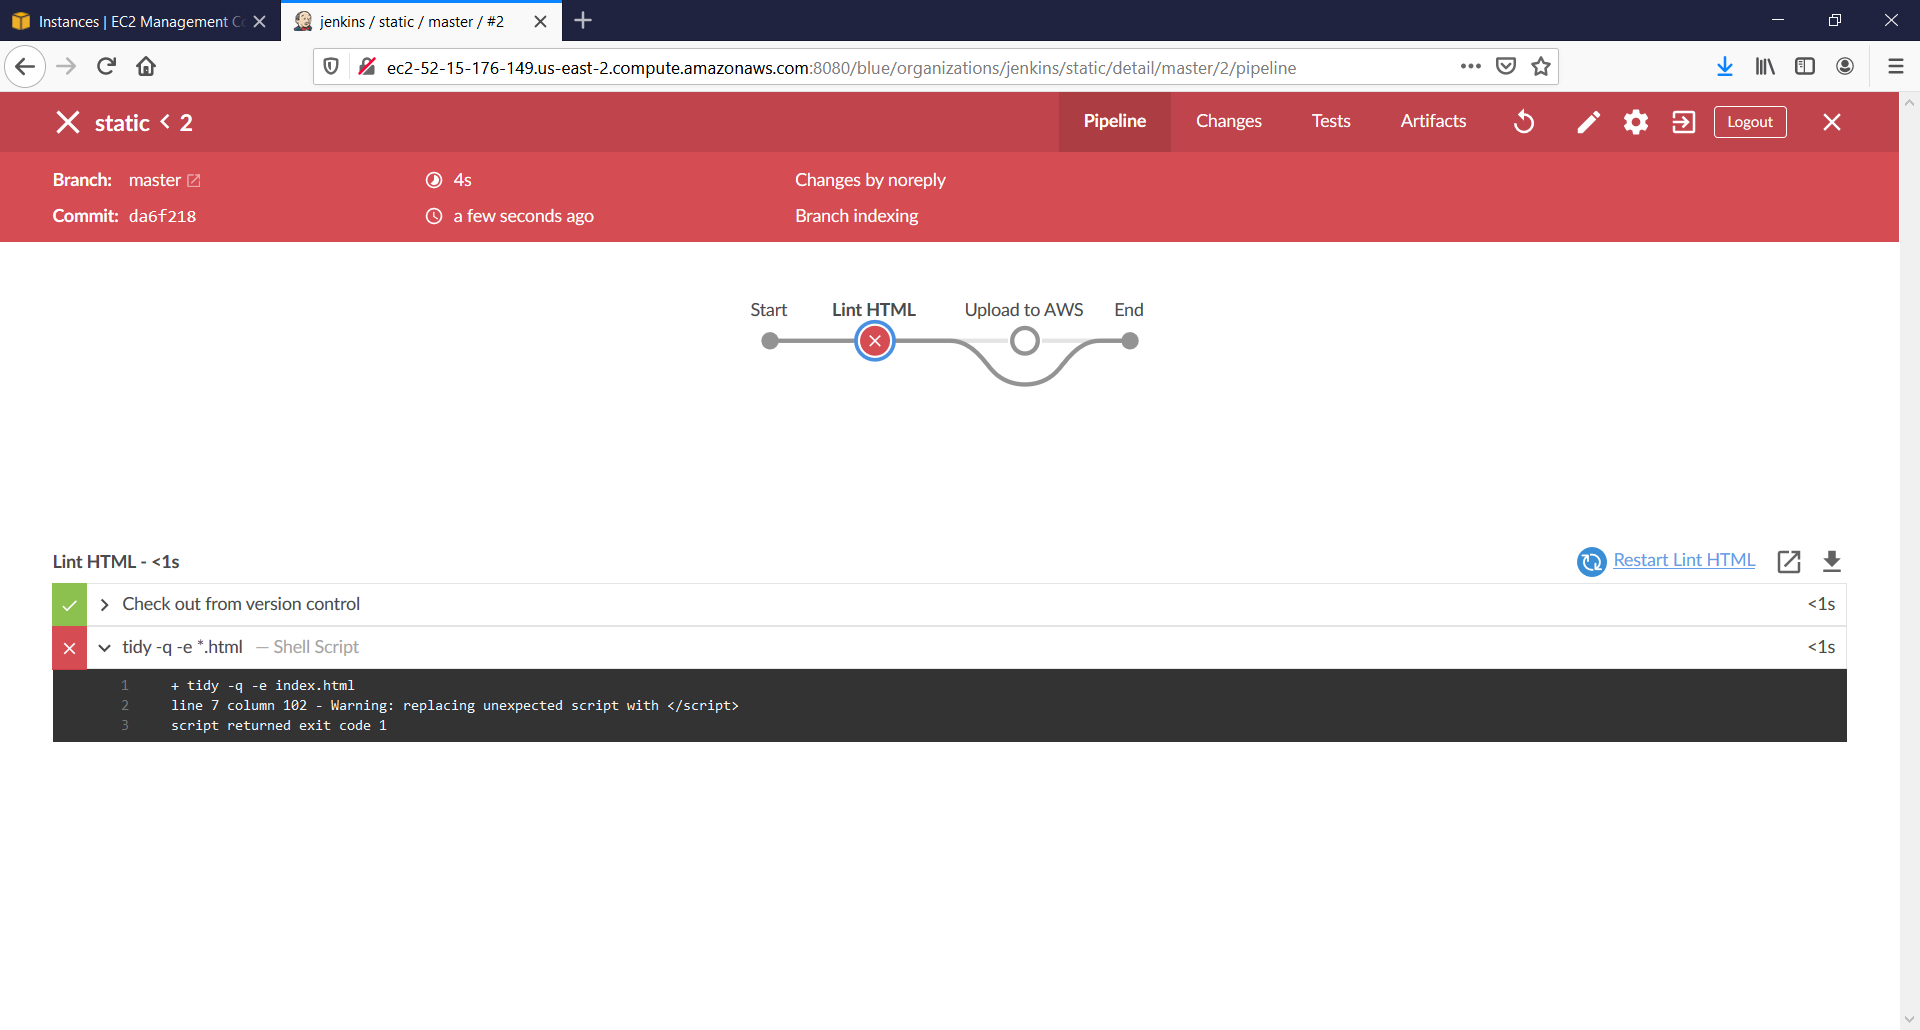 Instances | EC2 Management Co
jenkins / static / master / #2
ec2-52-15-176-149.us-east-2.compute.amazonaws.com:8080/blue/organizations/jenkins/static/detail/master/2/pipeline
static < 2
Pipeline Changes Tests Artifacts Logout
Branch: master 4s Changes by noreply
Commit: da6f218 a few seconds ago Branch indexing
Start Lint HTML Upload to AWS End
Lint HTML - <1s Restart Lint HTML
Check out from version control <1s
tidy -q -e *.html — Shell Script <1s
1 + tidy -q -e index.html
2 line 7 column 102 - Warning: replacing unexpected script with </script>
3 script returned exit code 1